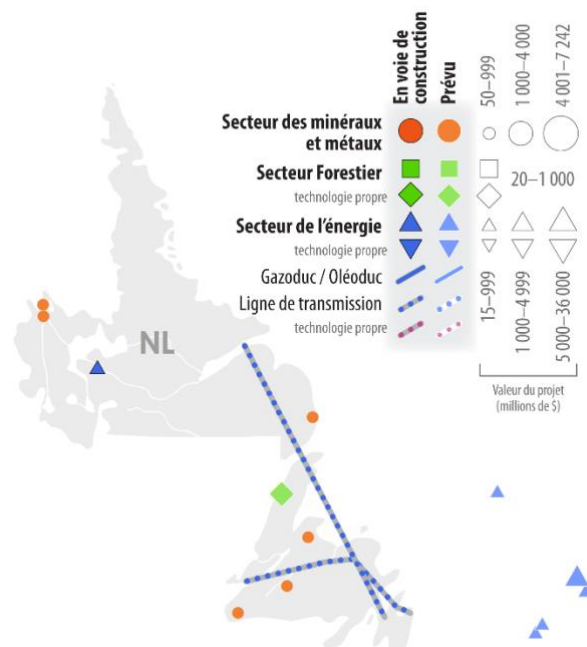 En voie de
construction
Prévu
50–999
1 000–4 000
4 001–7 242
Secteur des minéraux
et métaux
Secteur Forestier
20–1 000
technologie propre
Secteur de l'énergie
technologie propre
Gazoduc / Oléoduc
Ligne de transmission
technologie propre
15–999
1 000–4 999
5 000–36 000
Valeur du projet
(millions de $)
NL